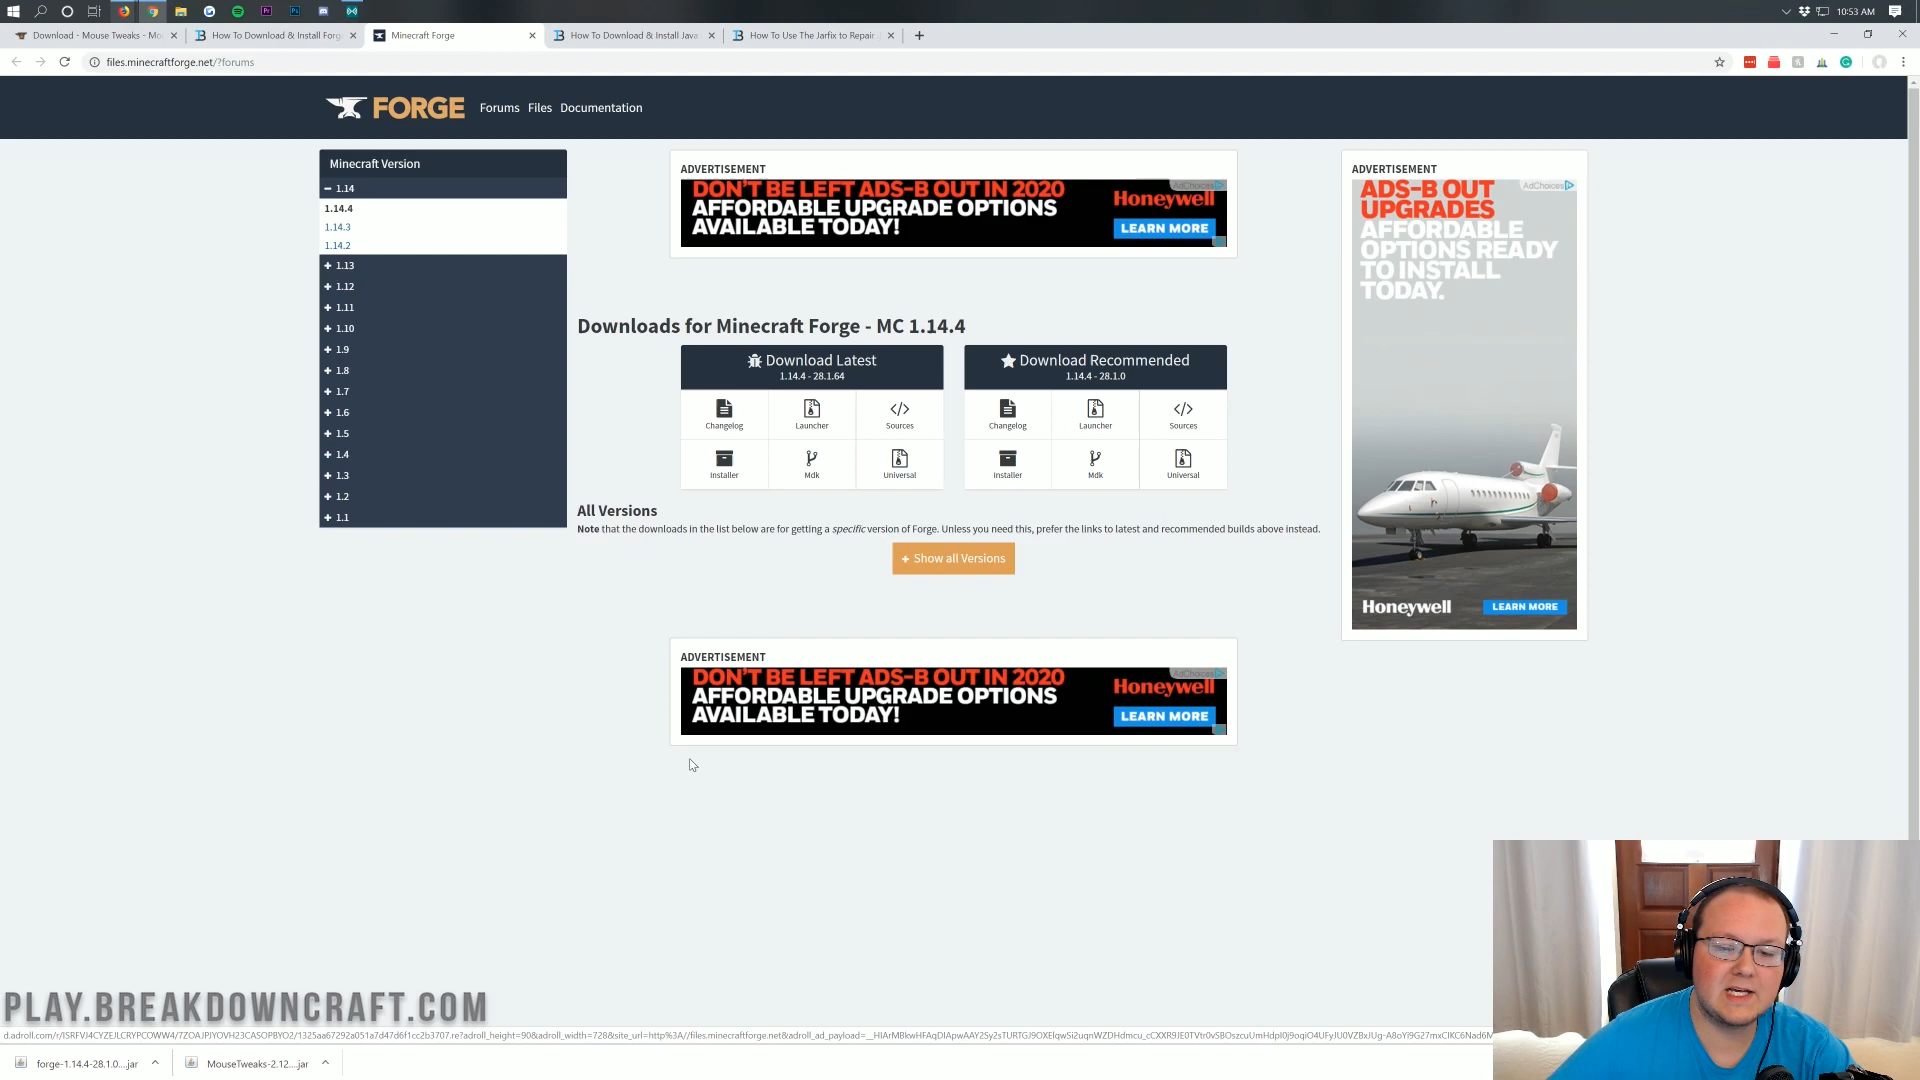 10:53 AM
Download - Mouse Tweaks - Mo
How To Download & Install Forg
Minecraft Forge
How To Download & Install Java
How To Use The Jarfix to Repair
files.minecraftforge.net/?forums
FORGE
Forums Files Documentation
Minecraft Version
1.14
1.14.4
1.14.3
1.14.2
1.13
1.12
1.11
1.10
1.9
1.8
1.7
1.6
1.5
1.4
1.3
1.2
1.1
ADVERTISEMENT
DON'T BE LEFT ADS-B OUT IN 2020
AFFORDABLE UPGRADE OPTIONS
AVAILABLE TODAY!
AdChoices
Honeywell
LEARN MORE
Downloads for Minecraft Forge - MC 1.14.4
Download Latest
1.14.4 - 28.1.64
Changelog Launcher Sources
Installer Mdk Universal
Download Recommended
1.14.4 - 28.1.0
Changelog Launcher Sources
Installer Mdk Universal
All Versions
Note that the downloads in the list below are for getting a specific version of Forge. Unless you need this, prefer the links to latest and recommended builds above instead.
+ Show all Versions
ADVERTISEMENT
DON'T BE LEFT ADS-B OUT IN 2020
AFFORDABLE UPGRADE OPTIONS
AVAILABLE TODAY!
AdChoices
Honeywell
LEARN MORE
ADVERTISEMENT
ADS-B OUT
UPGRADES
AdChoices
AFFORDABLE
OPTIONS READY
TO INSTALL
TODAY.
Honeywell
LEARN MORE
PLAY.BREAKDOWNCRAFT.COM
forge-1.14.4-28.1.0....jar
MouseTweaks-2.12....jar